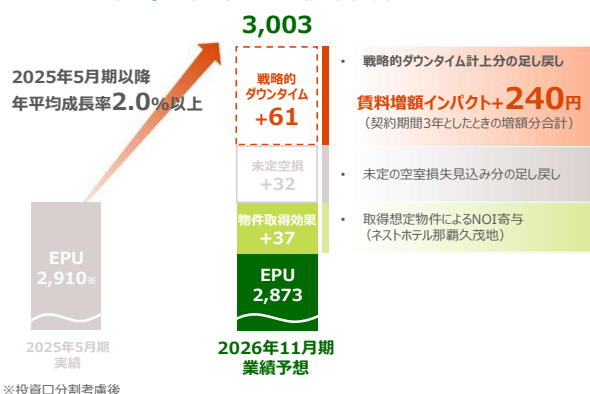 3,003
2025年5月期以降
年平均成長率2.0%以上
戦略的
ダウンタイム
+61
未定空損
+32
物件取得効果
+37
EPU
2,873
2026年11月期
業績予想
EPU
2,910※
2025年5月期
実績
※投資口分割考慮後
• 戦略的ダウンタイム計上分の足し戻し
賃料増額インパクト+240円
（契約期間3年としたときの増額分合計）
• 未定の空室損失見込み分の足し戻し
• 取得想定物件によるNOI寄与
（ネストホテル那覇久茂地）